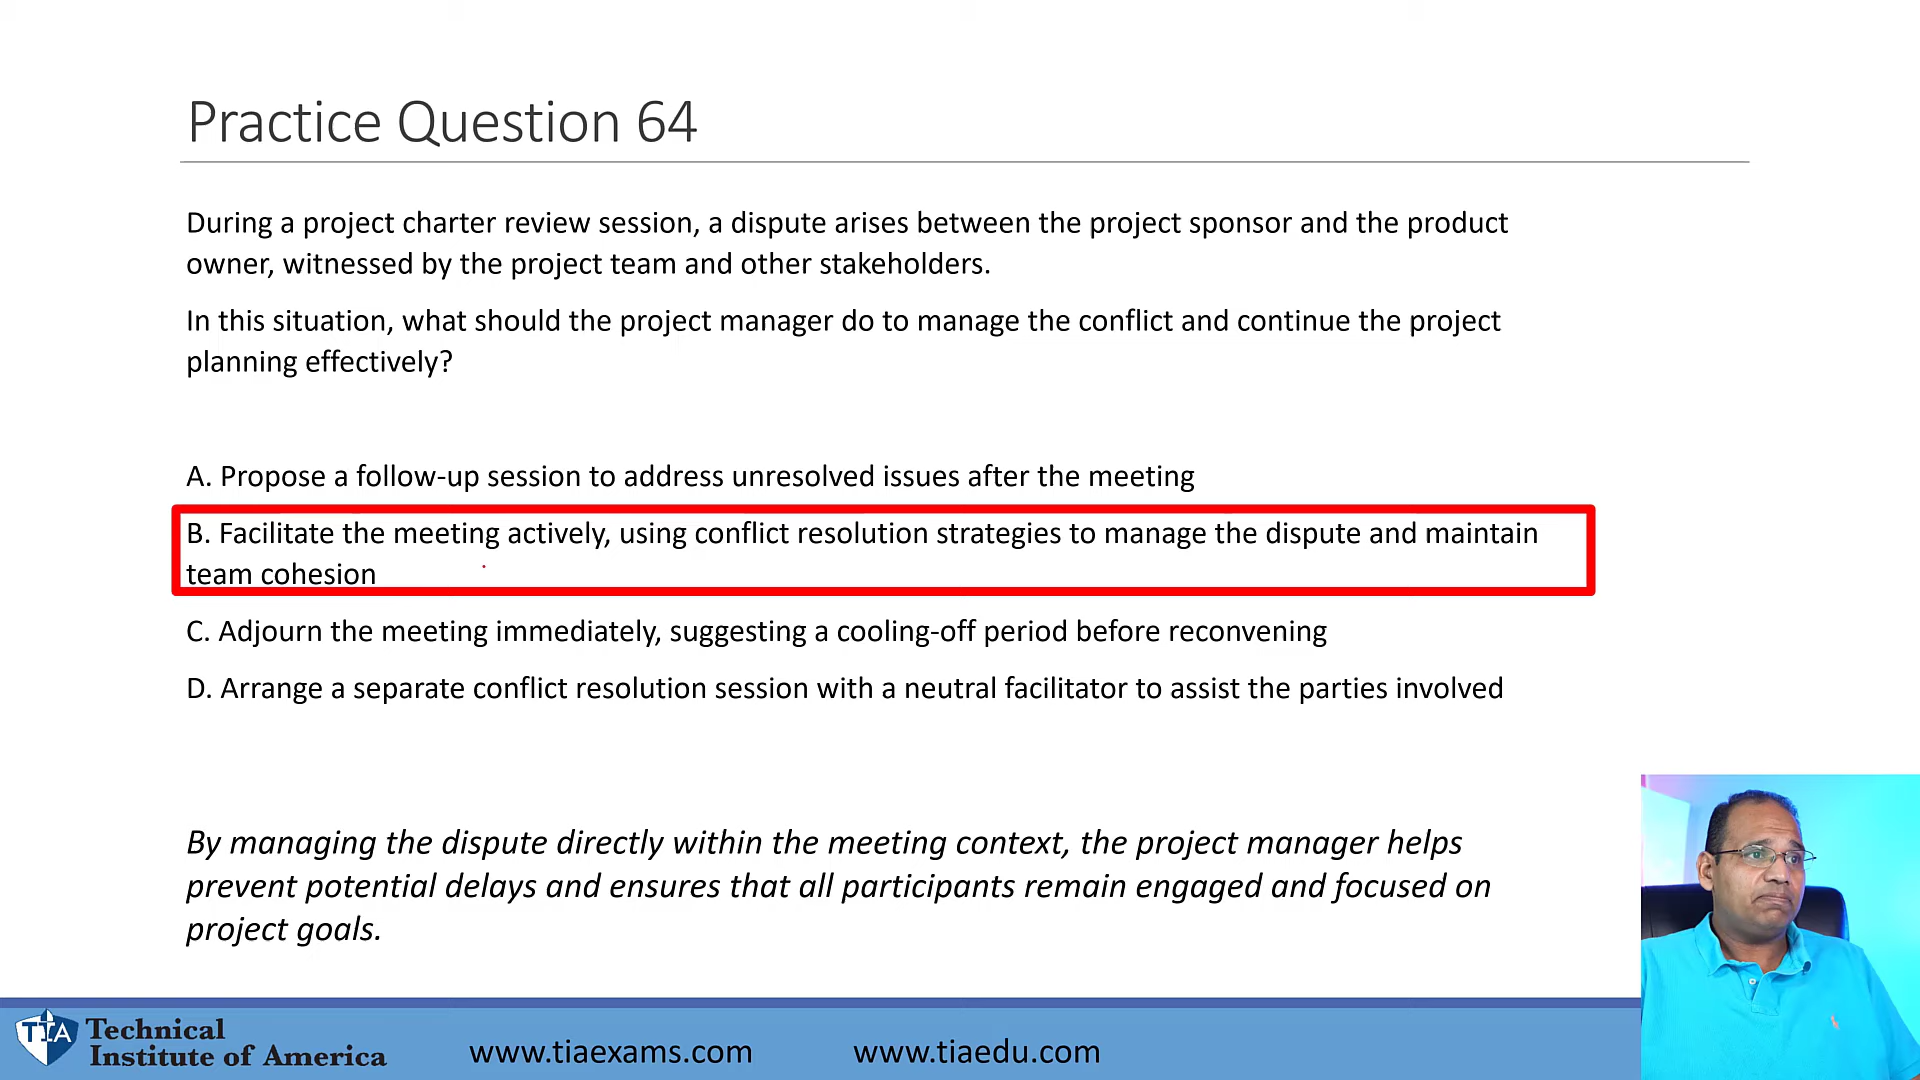 Practice Question 64
During a project charter review session, a dispute arises between the project sponsor and the product
owner, witnessed by the project team and other stakeholders.
In this situation, what should the project manager do to manage the conflict and continue the project
planning effectively?
A. Propose a follow-up session to address unresolved issues after the meeting
B. Facilitate the meeting actively, using conflict resolution strategies to manage the dispute and maintain
team cohesion
C. Adjourn the meeting immediately, suggesting a cooling-off period before reconvening
D. Arrange a separate conflict resolution session with a neutral facilitator to assist the parties involved
By managing the dispute directly within the meeting context, the project manager helps
prevent potential delays and ensures that all participants remain engaged and focused on
project goals.
TIA Technical
Institute of America
www.tiaexams.com
www.tiaedu.com